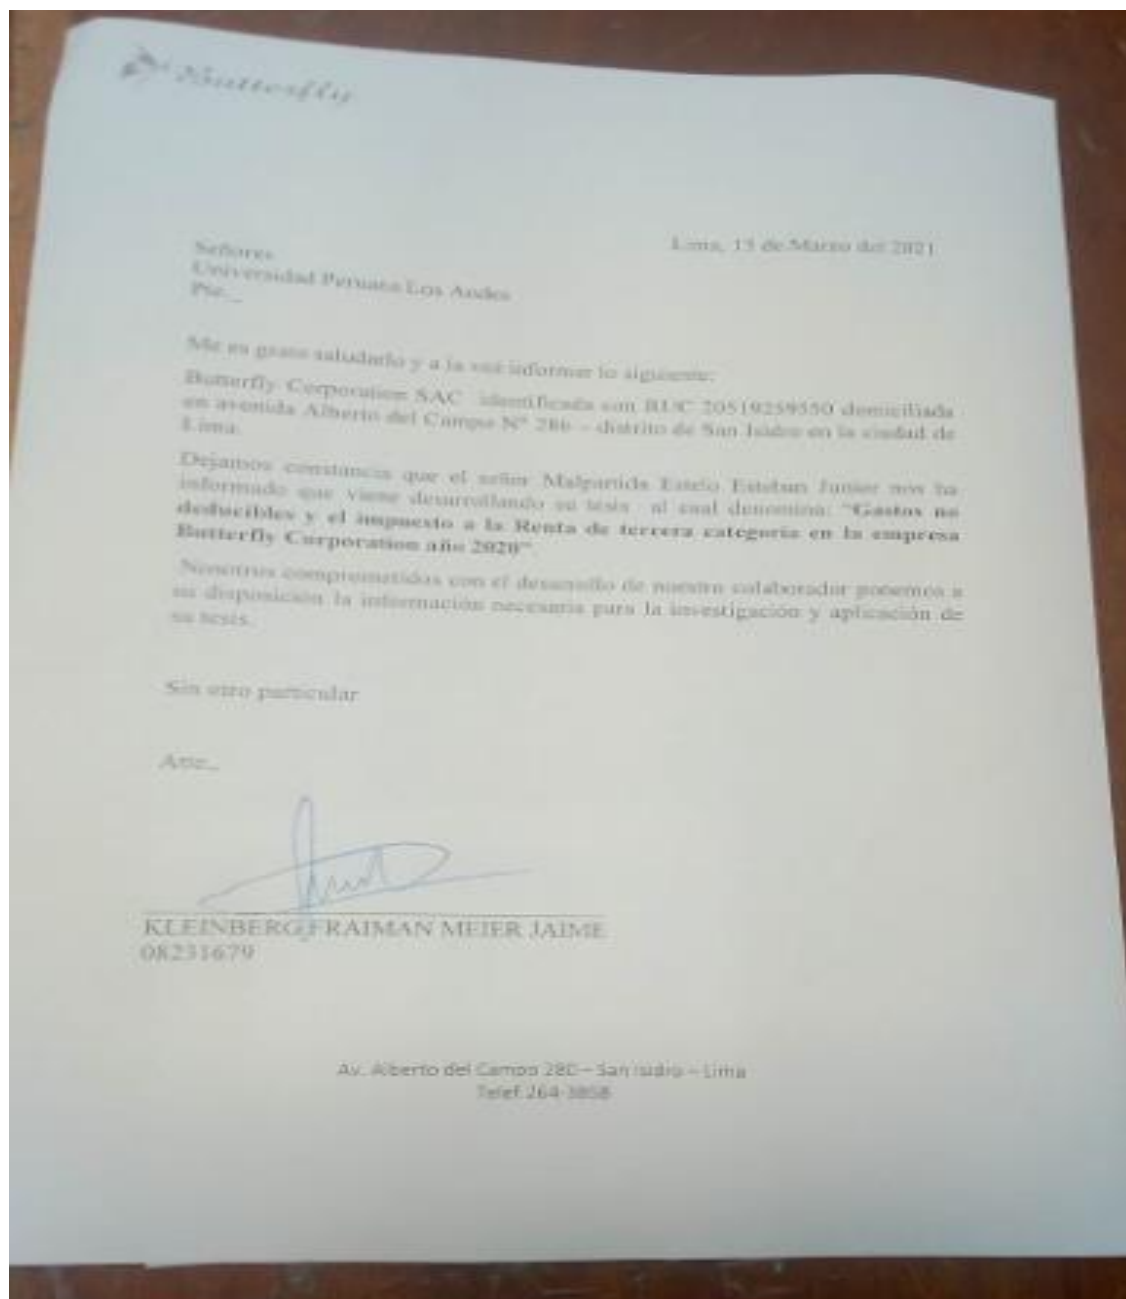 Butterfly
Lima, 15 de Marzo del 2021
Señores
Universidad Peruana Los Andes
Pte._
Me es grato saludarlo y a la vez informar lo siguiente:
Butterfly Corporation SAC identificada con RUC 20519259550 domiciliada
en avenida Alberto del Campo N° 286 – distrito de San Isidro en la ciudad de
Lima.
Dejamos constancia que el señor Malpartida Esteban Junior nos ha
informado que viene desarrollando su tesis al cual denomina: "Gastos no
deducibles y el impuesto a la Renta de tercera categoría en la empresa
Butterfly Corporation año 2020"
Nosotros comprometidos con el desarrollo de nuestro colaborador ponemos a
su disposición la información necesaria para la investigación y aplicación de
su tesis.
Sin otro particular
Atte._
KLEINBERG FRAIMAN MEIER JAIME
08231679
Av. Alberto del Campo – San Isidro – Lima
Telef 264-3858